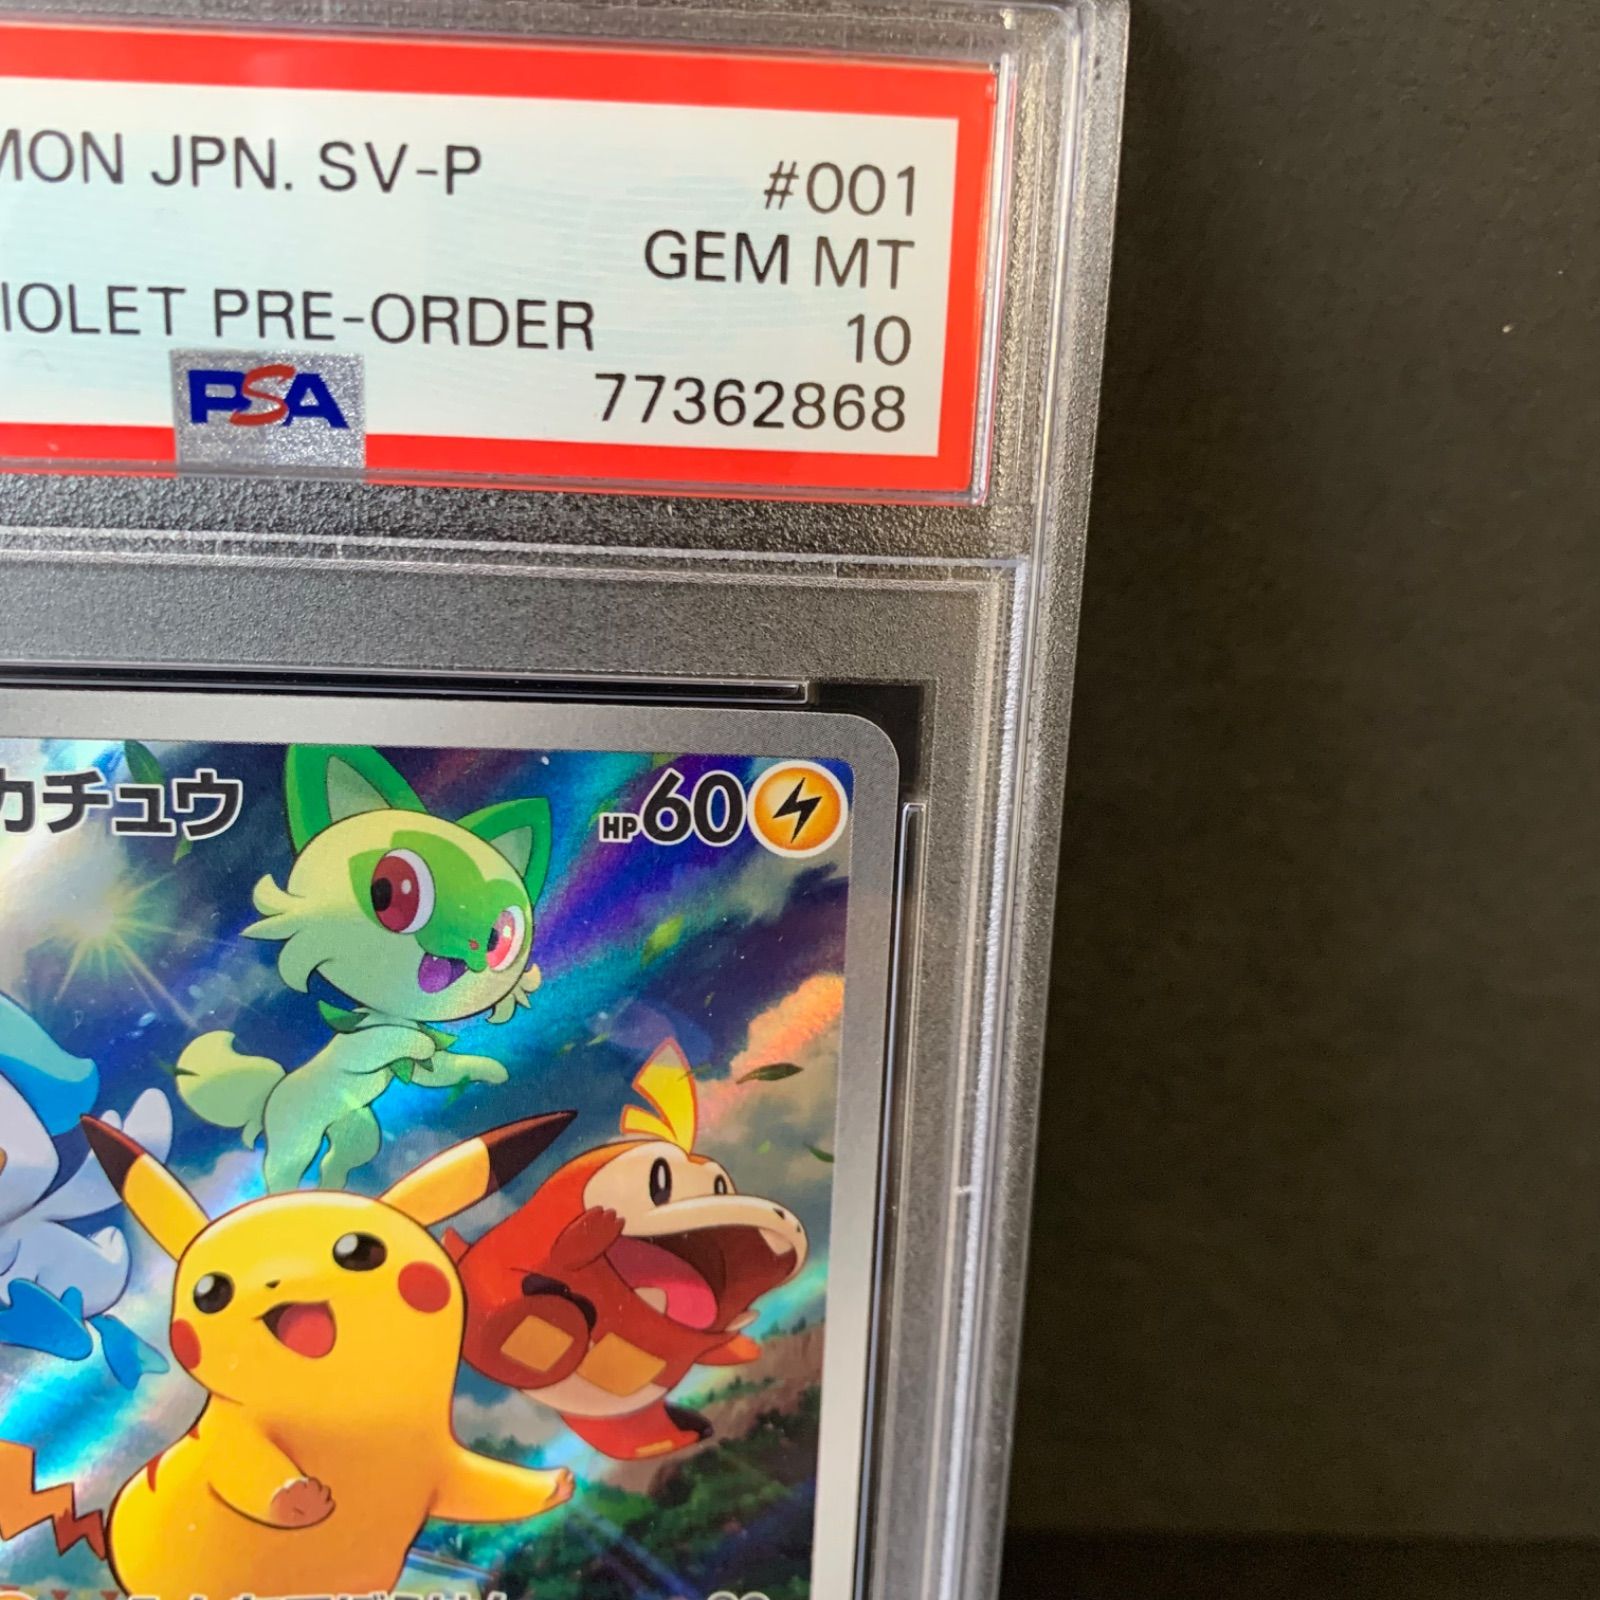 MON JPN. SV-P #001
GEM MT
IOLET PRE-ORDER 10
PSA 77362868
カチュウ HP60